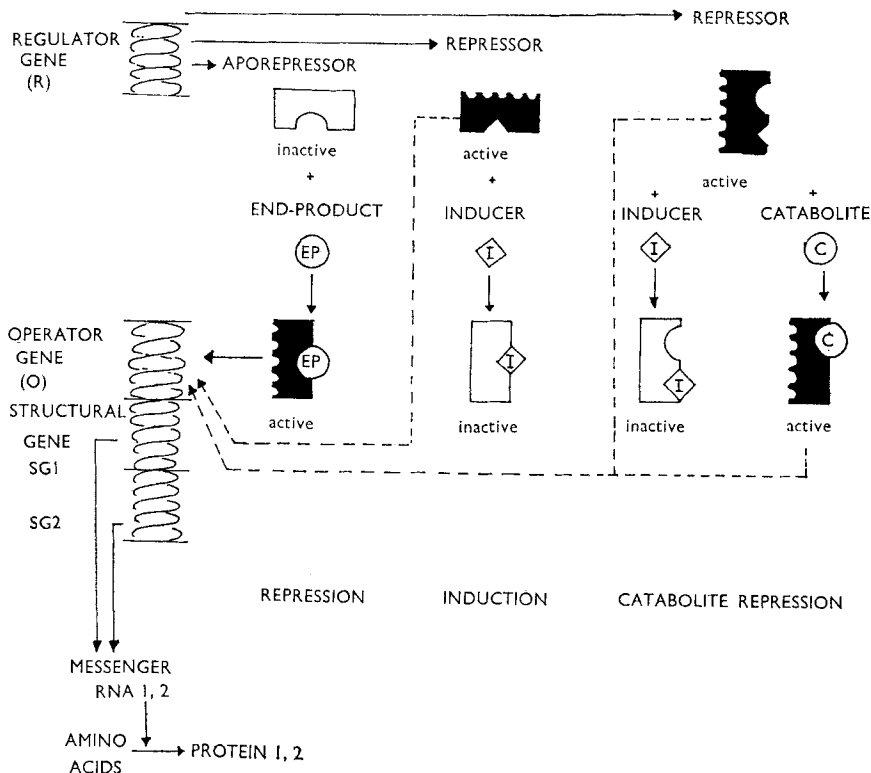 REPRESSOR
REGULATOR
GENE
(R)
REPRESSOR
APOREPRESSOR
inactive
+
END-PRODUCT
EP
active
+
INDUCER
I
active
+
INDUCER
I
+
CATABOLITE
C
OPERATOR
GENE
(O)
STRUCTURAL
GENE
SG1
SG2
EP
active
I
inactive
I
inactive
C
active
REPRESSION
INDUCTION
CATABOLITE REPRESSION
MESSENGER
RNA 1, 2
AMINO
ACIDS
PROTEIN 1, 2